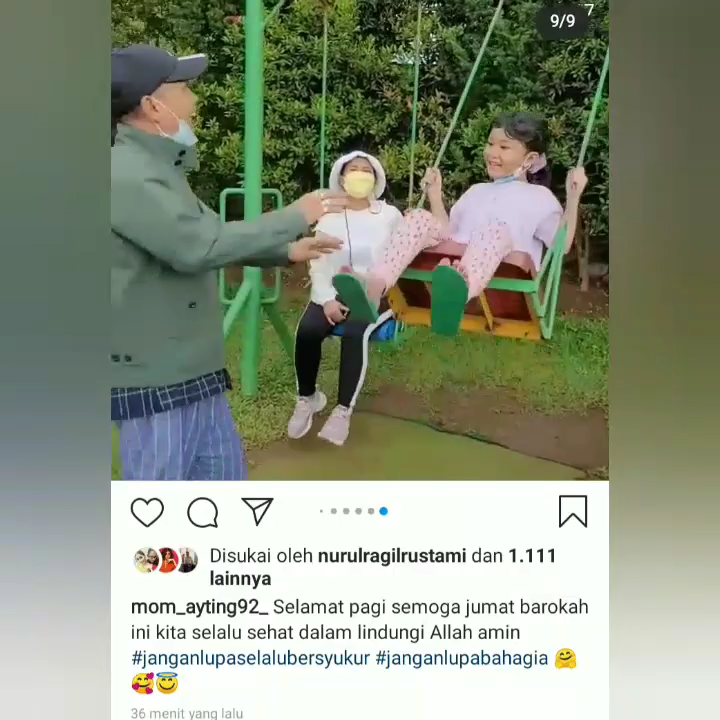 9/9
7
Disukai oleh nurulragilrustami dan 1.111
lainnya
mom_ayting92_ Selamat pagi semoga jumat barokah
ini kita selalu sehat dalam lindungi Allah amin
#janganlupaselalubersyukur #janganlupabahagia 🤗
🥰😇
36 menit yang lalu